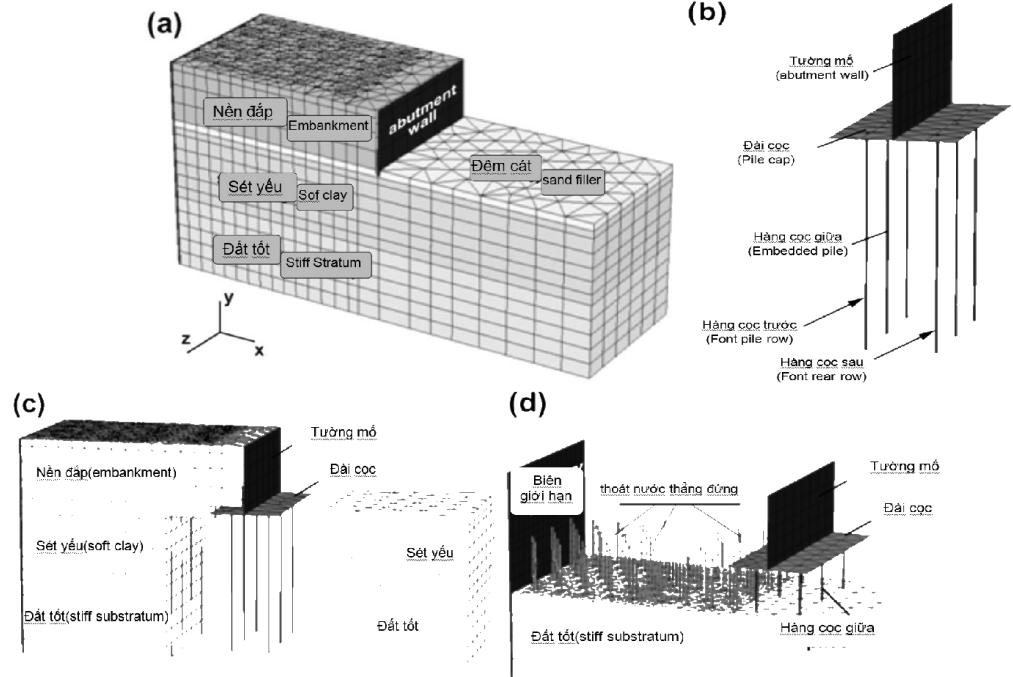 (a)
Nền đắp
Embankment
abutment
wall
Đêm cát
sand filler
Sét yếu
Sof clay
Đất tốt
Stiff Stratum
y
z
x
(b)
Tường mố
(abutment wall)
Đài cọc
(Pile cap)
Hàng cọc giữa
(Embedded pile)
Hàng cọc trước
(Font pile row)
Hàng cọc sau
(Font rear row)
(c)
Tường mố
Nền đắp(embankment)
Đài cọc
Sét yếu(soft clay)
Sét yếu
Đất tốt(stiff substratum)
Đất tốt
(d)
Tường mố
Biên
giới hạn
thoát nước thẳng đứng
Đài cọc
Hàng cọc giữa
Đất tốt(stiff substratum)